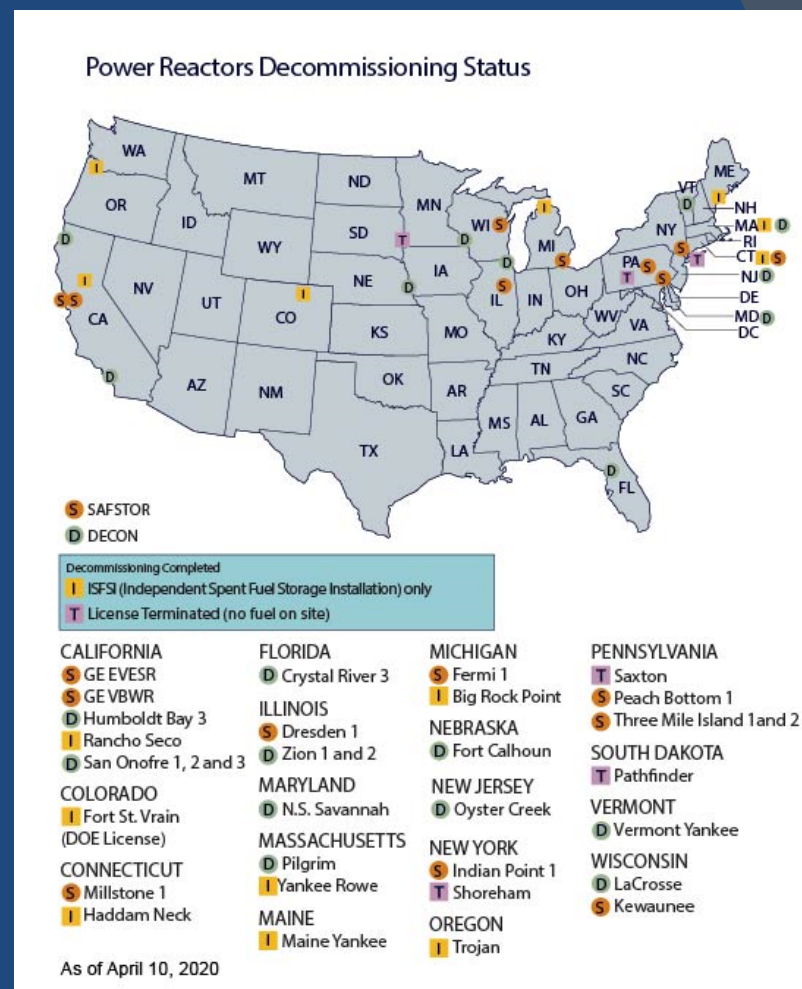 Power Reactors Decommissioning Status
WA
OR
ID
MT
ND
SD
WY
NE
NV
UT
CO
CA
AZ
NM
KS
OK
TX
MN
IA
MO
AR
LA
WI
IL
MI
IN
OH
KY
TN
MS
AL
GA
FL
SC
NC
VA
WV
PA
NY
VT
ME
NH
MA
RI
CT
NJ
DE
MD
DC
I
D
I
S S
D
I
T
D
D
S
D
S
I
S
S
T
S
S
T
D
I
I D
I S
D
D
D
S SAFSTOR
D DECON
Decommissioning Completed
I ISFSI (Independent Spent Fuel Storage Installation) only
T License Terminated (no fuel on site)
CALIFORNIA
S GE EVESR
S GE VBWR
D Humboldt Bay 3
I Rancho Seco
D San Onofre 1, 2 and 3
COLORADO
I Fort St. Vrain
(DOE License)
CONNECTICUT
S Millstone 1
I Haddam Neck
FLORIDA
D Crystal River 3
ILLINOIS
S Dresden 1
D Zion 1 and 2
MARYLAND
D N.S. Savannah
MASSACHUSETTS
D Pilgrim
I Yankee Rowe
MAINE
I Maine Yankee
MICHIGAN
S Fermi 1
I Big Rock Point
NEBRASKA
D Fort Calhoun
NEW JERSEY
D Oyster Creek
NEW YORK
S Indian Point 1
T Shoreham
OREGON
I Trojan
PENNSYLVANIA
T Saxton
S Peach Bottom 1
S Three Mile Island 1 and 2
SOUTH DAKOTA
T Pathfinder
VERMONT
D Vermont Yankee
WISCONSIN
D LaCrosse
S Kewaunee
As of April 10, 2020